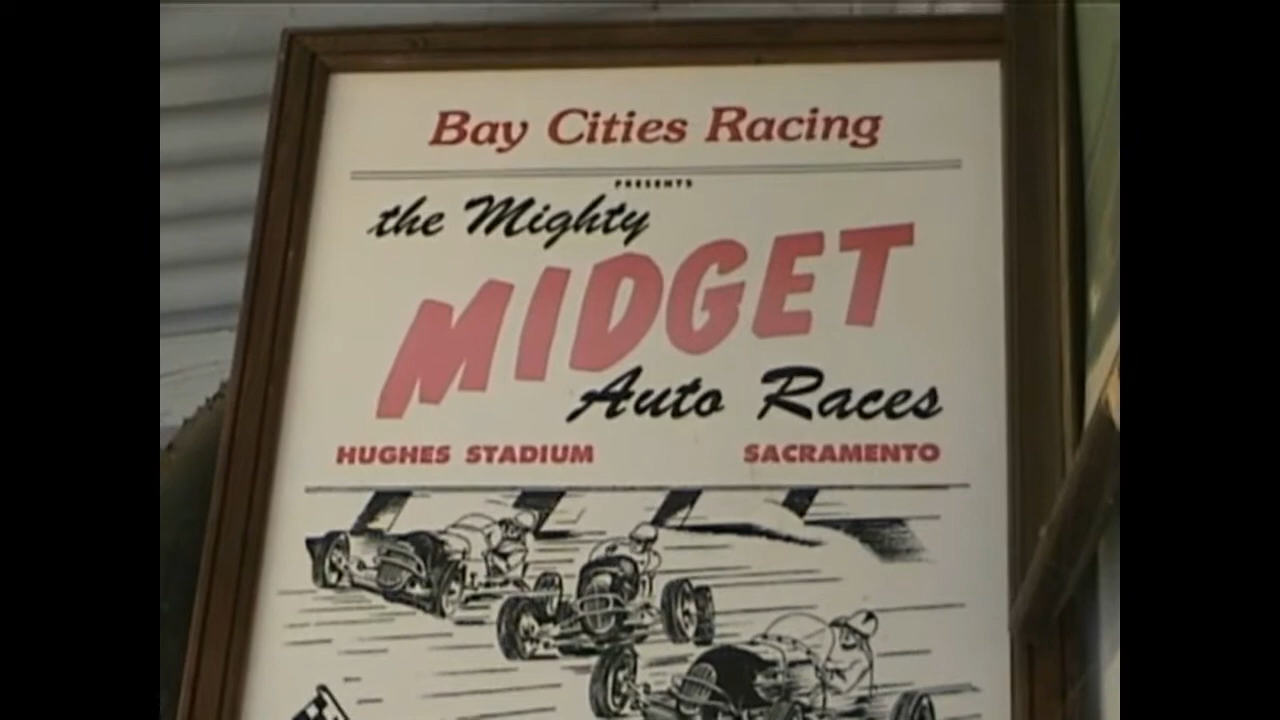 Bay Cities Racing
PRESENTS
the Mighty
MIDGET
Auto Races
HUGHES STADIUM SACRAMENTO